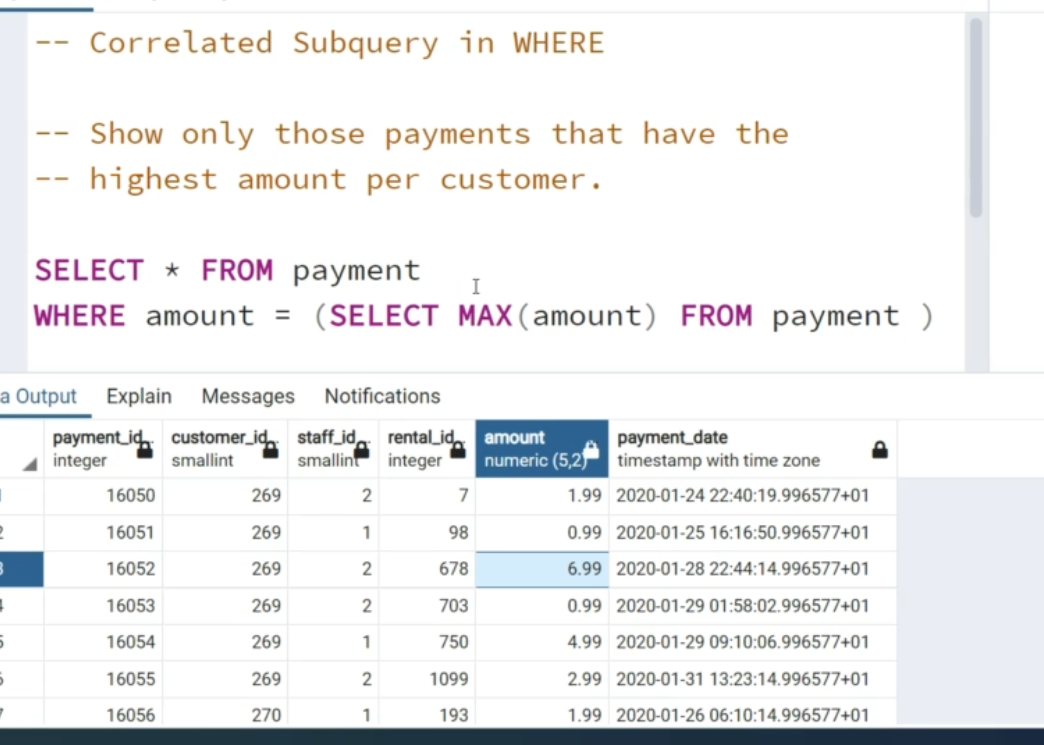 -- Correlated Subquery in WHERE
-- Show only those payments that have the
-- highest amount per customer.
SELECT * FROM payment
WHERE amount = (SELECT MAX(amount) FROM payment )
a Output Explain Messages Notifications
payment_id customer_id staff_id rental_id amount payment_date
integer smallint smallint integer numeric (5,2) timestamp with time zone
16050 269 2 7 1.99 2020-01-24 22:40:19.996577+01
16051 269 1 98 0.99 2020-01-25 16:16:50.996577+01
16052 269 2 678 6.99 2020-01-28 22:44:14.996577+01
16053 269 2 703 0.99 2020-01-29 01:58:02.996577+01
16054 269 1 750 4.99 2020-01-29 09:10:06.996577+01
16055 269 2 1099 2.99 2020-01-31 13:23:14.996577+01
16056 270 1 193 1.99 2020-01-26 06:10:14.996577+01